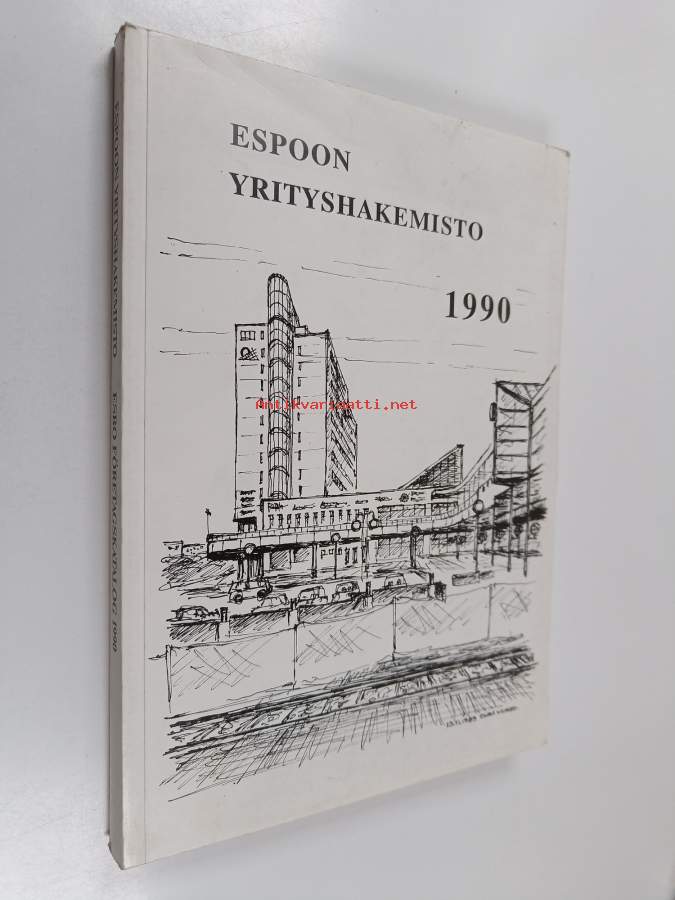 ESPOON
YRITYSHAKEMISTO
1990
Antikvariaatti.net
ESPOON YRITYSHAKEMISTO ESBO FÖRETAGSKATALOG 1990